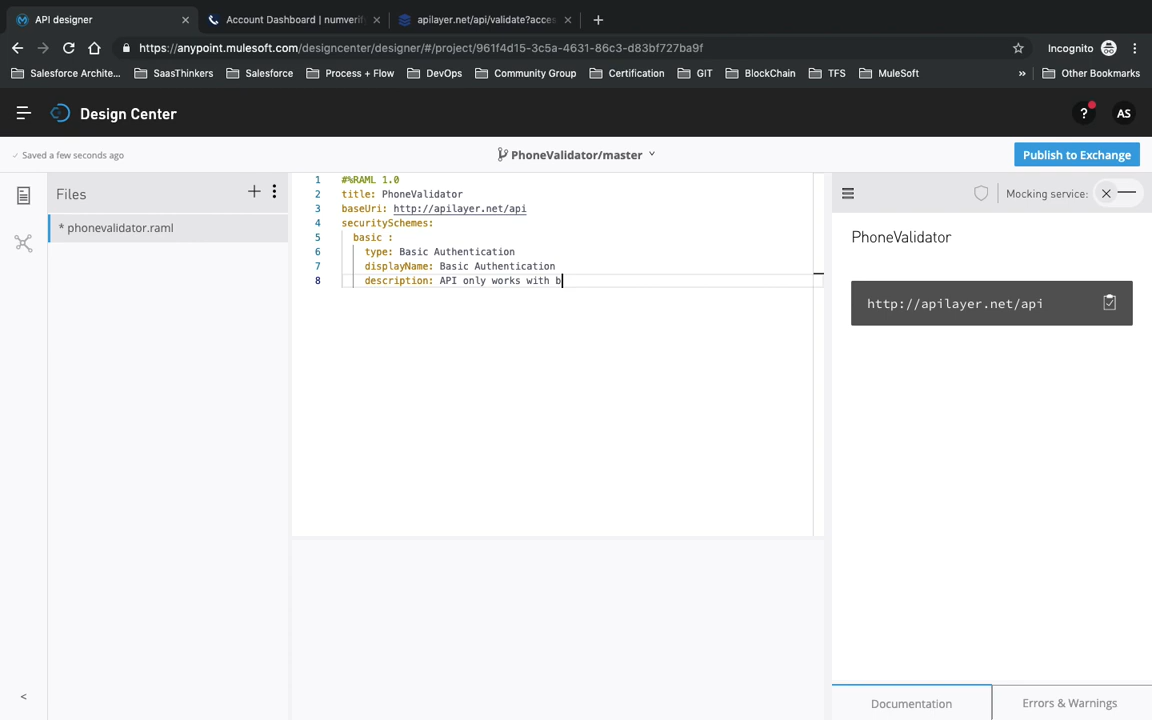 API designer
Account Dashboard | numverify
apilayer.net/api/validate?acces
https://anypoint.mulesoft.com/designcenter/designer/#/project/961f4d15-3c5a-4631-86c3-d83bf727ba9f
Incognito
Salesforce Archite...
SaasThinkers
Salesforce
Process + Flow
DevOps
Community Group
Certification
GIT
BlockChain
TFS
MuleSoft
»
Other Bookmarks
Design Center
?
AS
✓ Saved a few seconds ago
PhoneValidator/master
Publish to Exchange
Files
* phonevalidator.raml
1 #%RAML 1.0
2 title: PhoneValidator
3 baseUri: http://apilayer.net/api
4 securitySchemes:
5 basic :
6 type: Basic Authentication
7 displayName: Basic Authentication
8 description: API only works with b
Mocking service:
PhoneValidator
http://apilayer.net/api
<
Documentation
Errors & Warnings